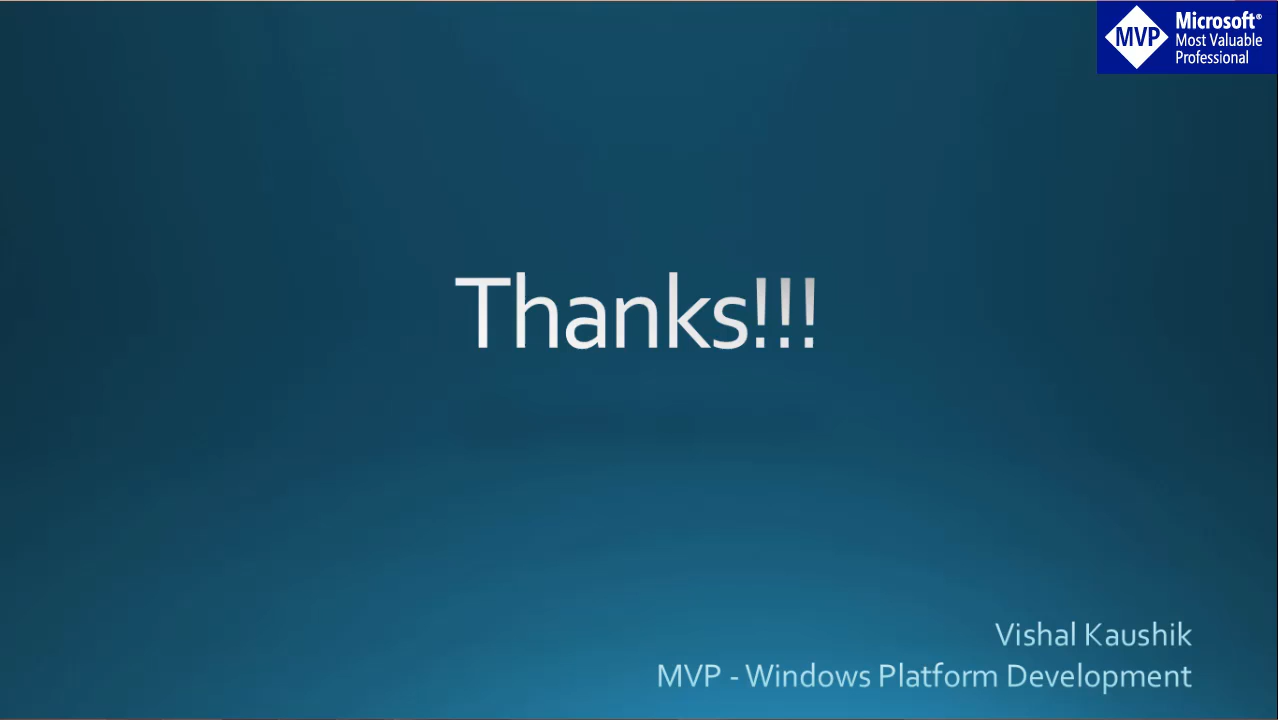 MVP
Microsoft®
Most Valuable
Professional
Thanks!!!
Vishal Kaushik
MVP - Windows Platform Development